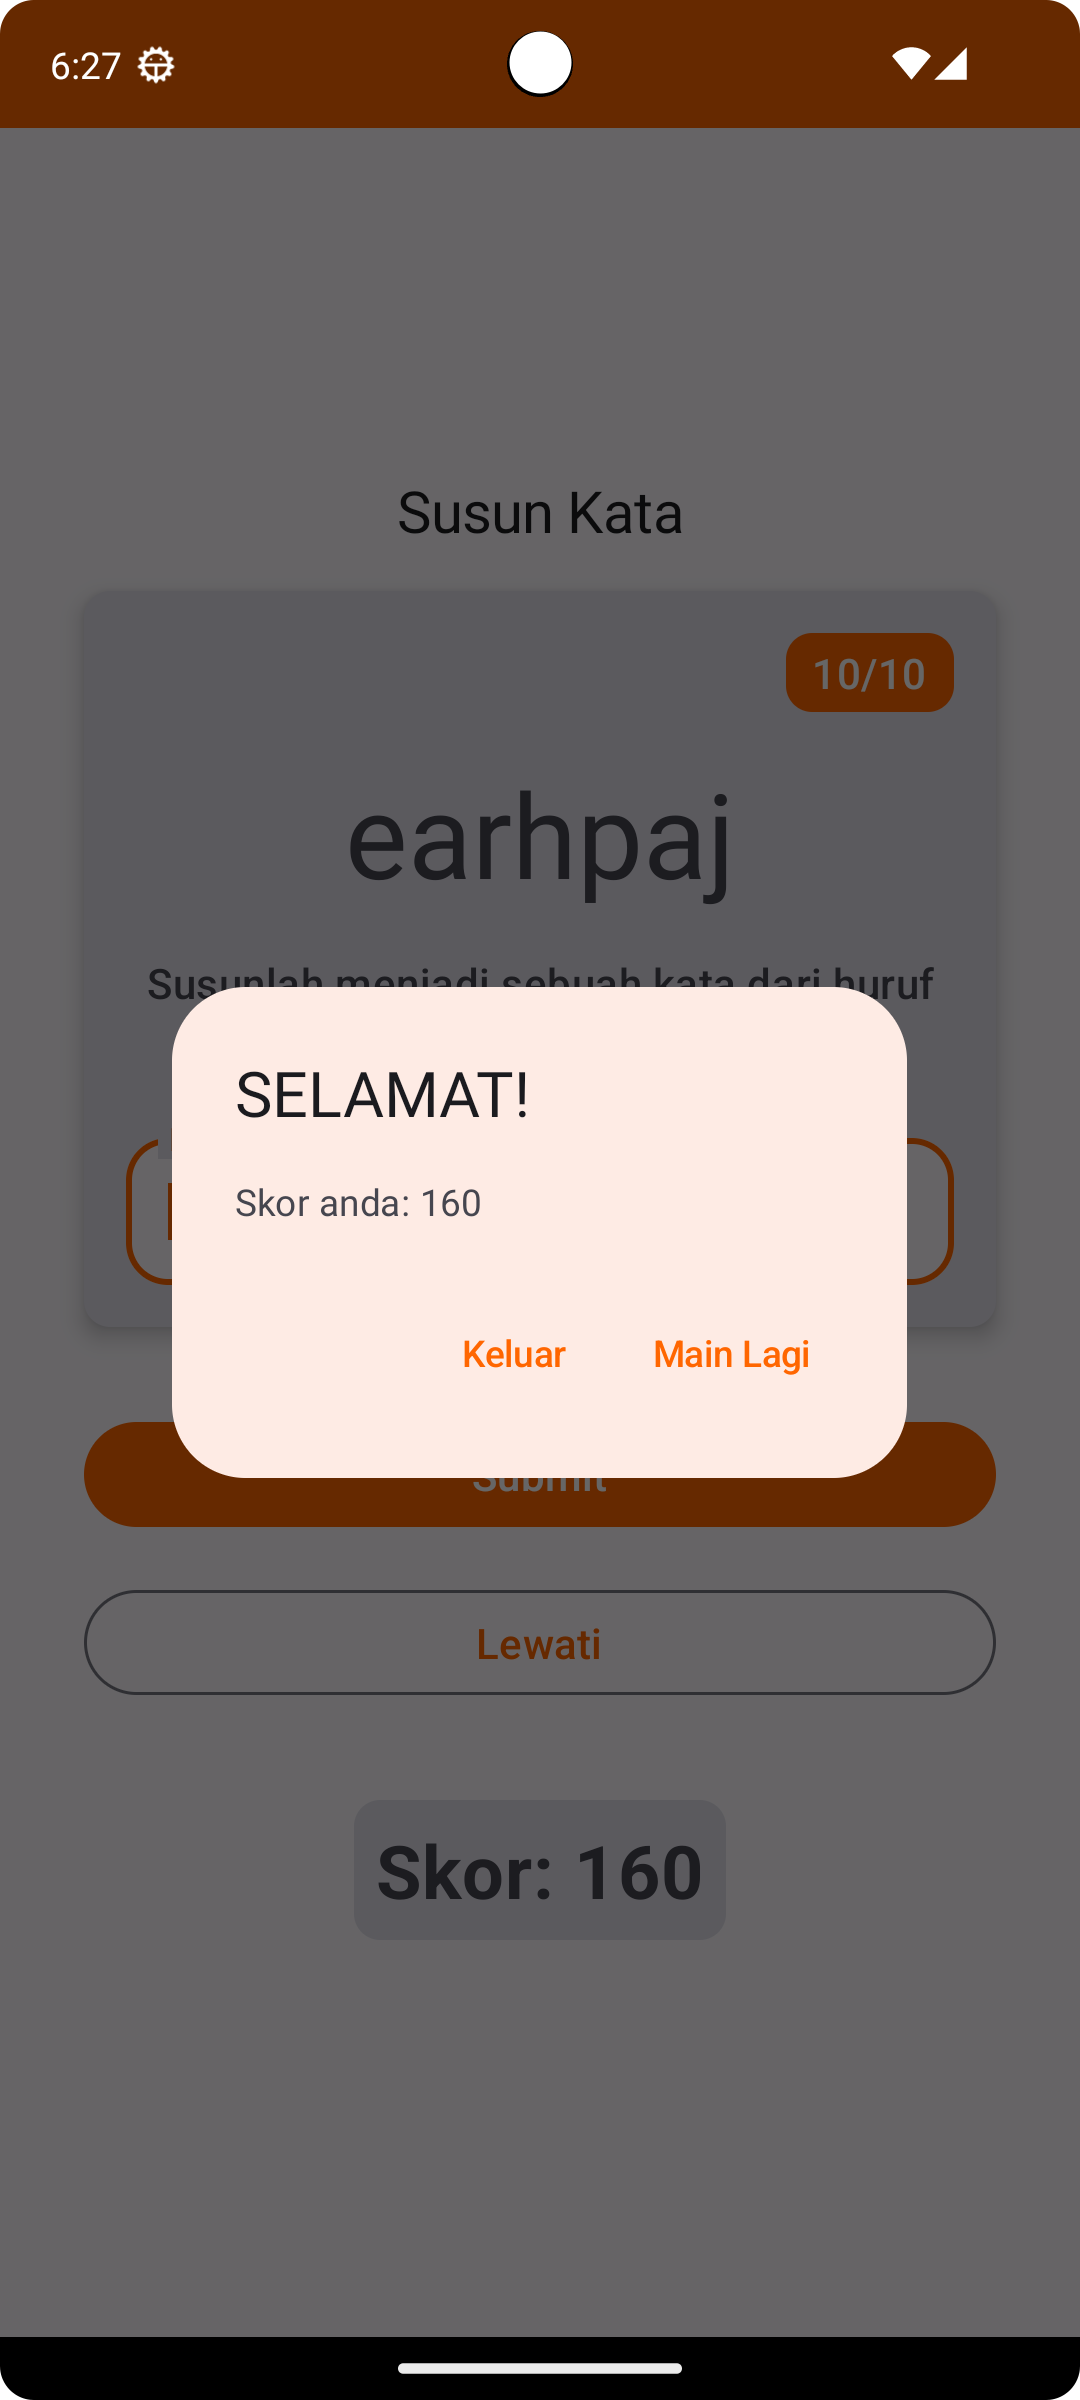 6:27
Susun Kata
10/10
earhpaj
Susunlah menjadi sebuah kata dari huruf
SELAMAT!
Skor anda: 160
Keluar
Main Lagi
Submit
Lewati
Skor: 160